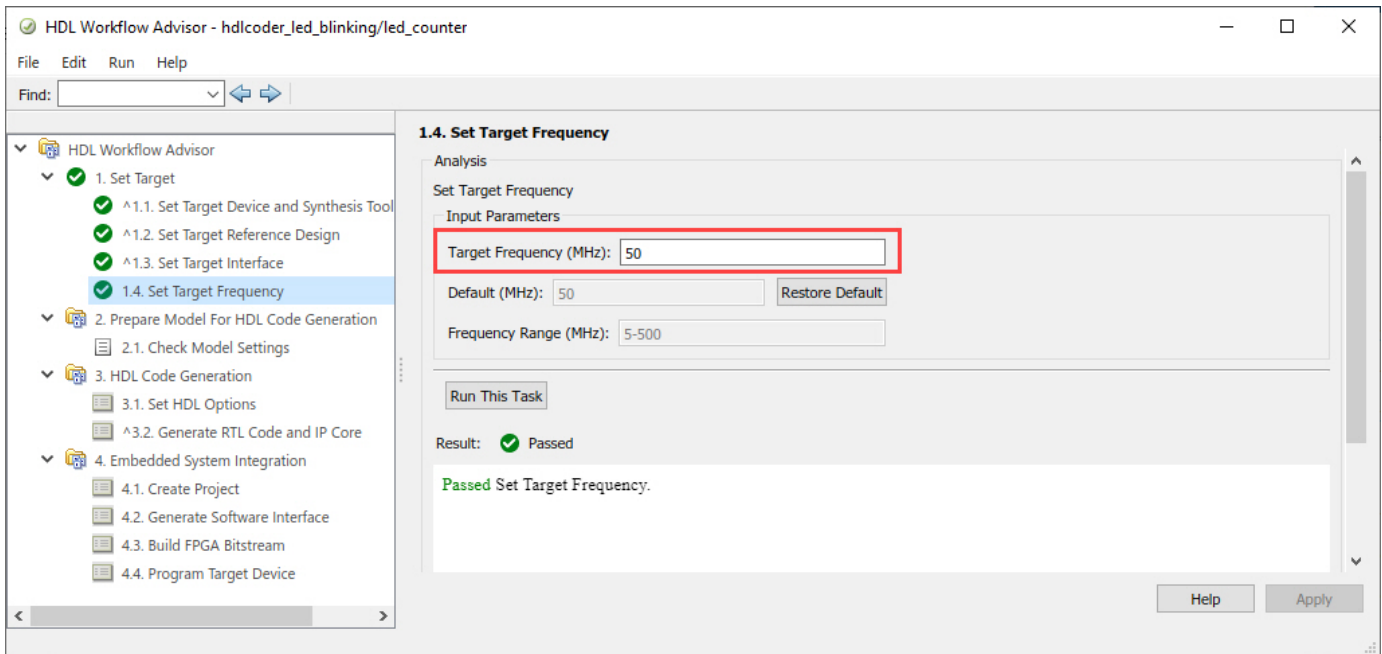 HDL Workflow Advisor - hdlcoder_led_blinking/led_counter
File Edit Run Help
Find:
HDL Workflow Advisor
1. Set Target
^1.1. Set Target Device and Synthesis Tool
^1.2. Set Target Reference Design
^1.3. Set Target Interface
1.4. Set Target Frequency
2. Prepare Model For HDL Code Generation
2.1. Check Model Settings
3. HDL Code Generation
3.1. Set HDL Options
^3.2. Generate RTL Code and IP Core
4. Embedded System Integration
4.1. Create Project
4.2. Generate Software Interface
4.3. Build FPGA Bitstream
4.4. Program Target Device
1.4. Set Target Frequency
Analysis
Set Target Frequency
Input Parameters
Target Frequency (MHz): 50
Default (MHz): 50 Restore Default
Frequency Range (MHz): 5-500
Run This Task
Result: Passed
Passed Set Target Frequency.
Help Apply